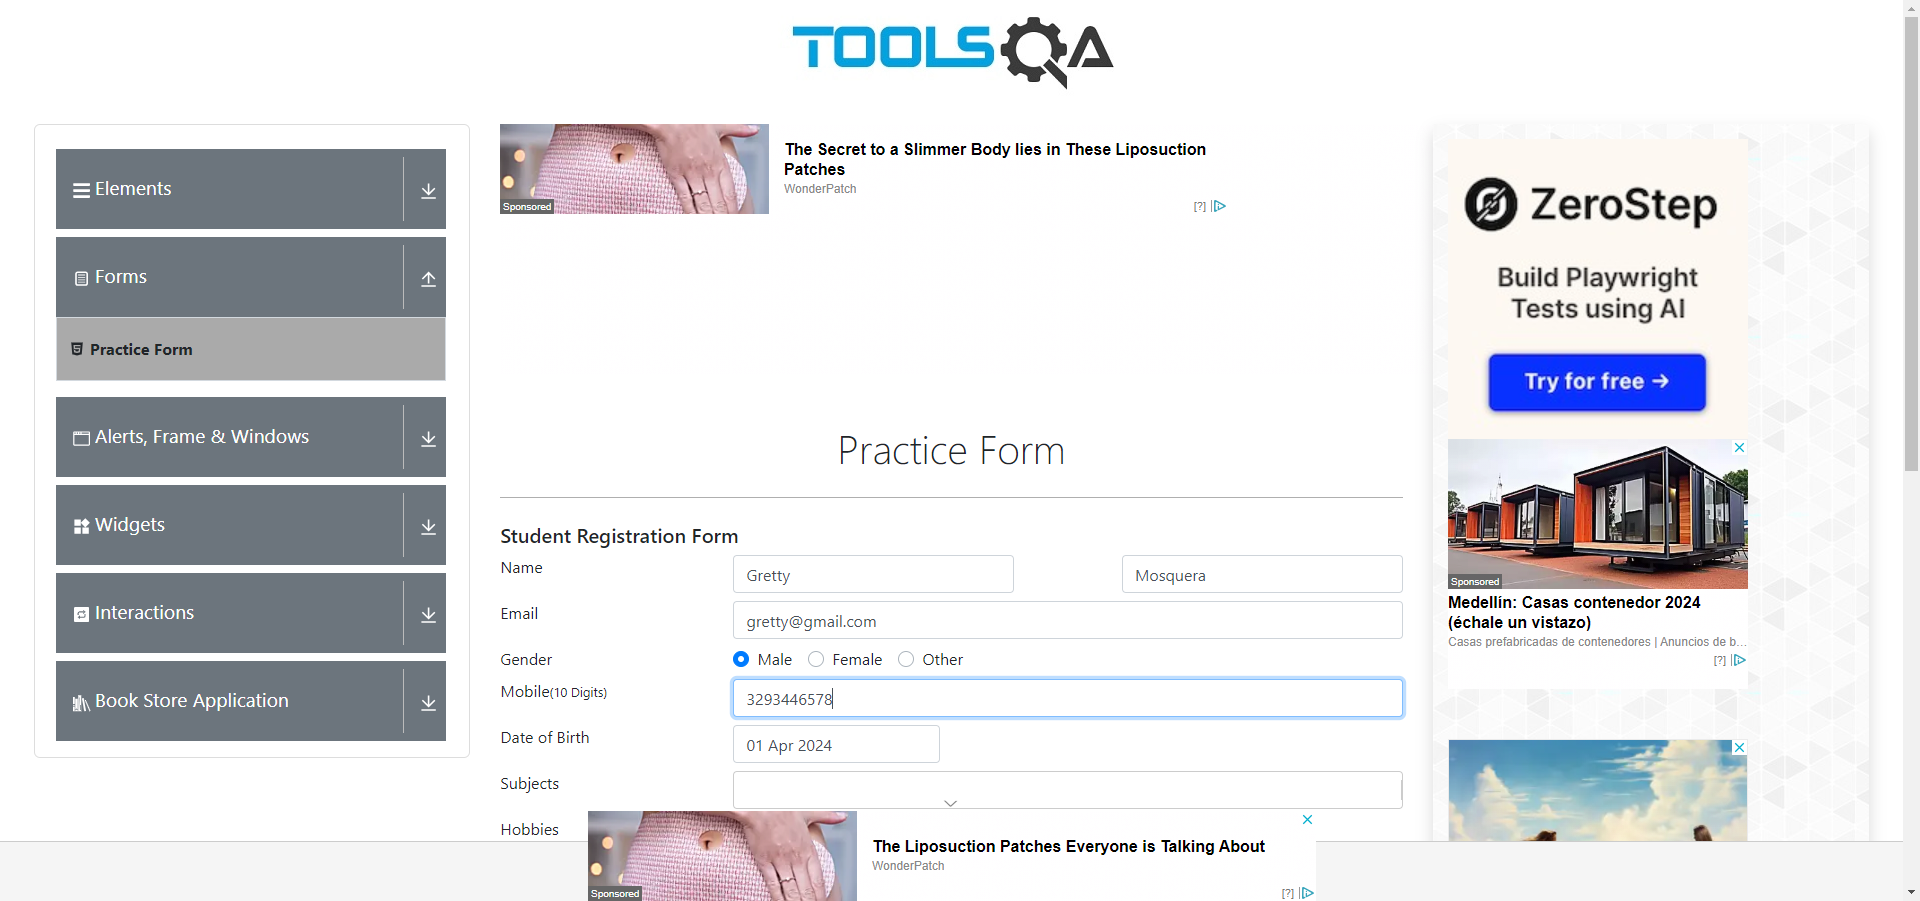 TOOLSQA
Elements
Forms
Practice Form
Alerts, Frame & Windows
Widgets
Interactions
Book Store Application
Sponsored
The Secret to a Slimmer Body lies in These Liposuction
Patches
WonderPatch
[?]
Practice Form
Student Registration Form
Name
Gretty
Mosquera
Email
gretty@gmail.com
Gender
Male
Female
Other
Mobile(10 Digits)
3293446578
Date of Birth
01 Apr 2024
Subjects
Hobbies
Sponsored
The Liposuction Patches Everyone is Talking About
WonderPatch
[?]
ZeroStep
Build Playwright
Tests using AI
Try for free →
Sponsored
Medellín: Casas contenedor 2024
(échale un vistazo)
Casas prefabricadas de contenedores | Anuncios de b...
[?]